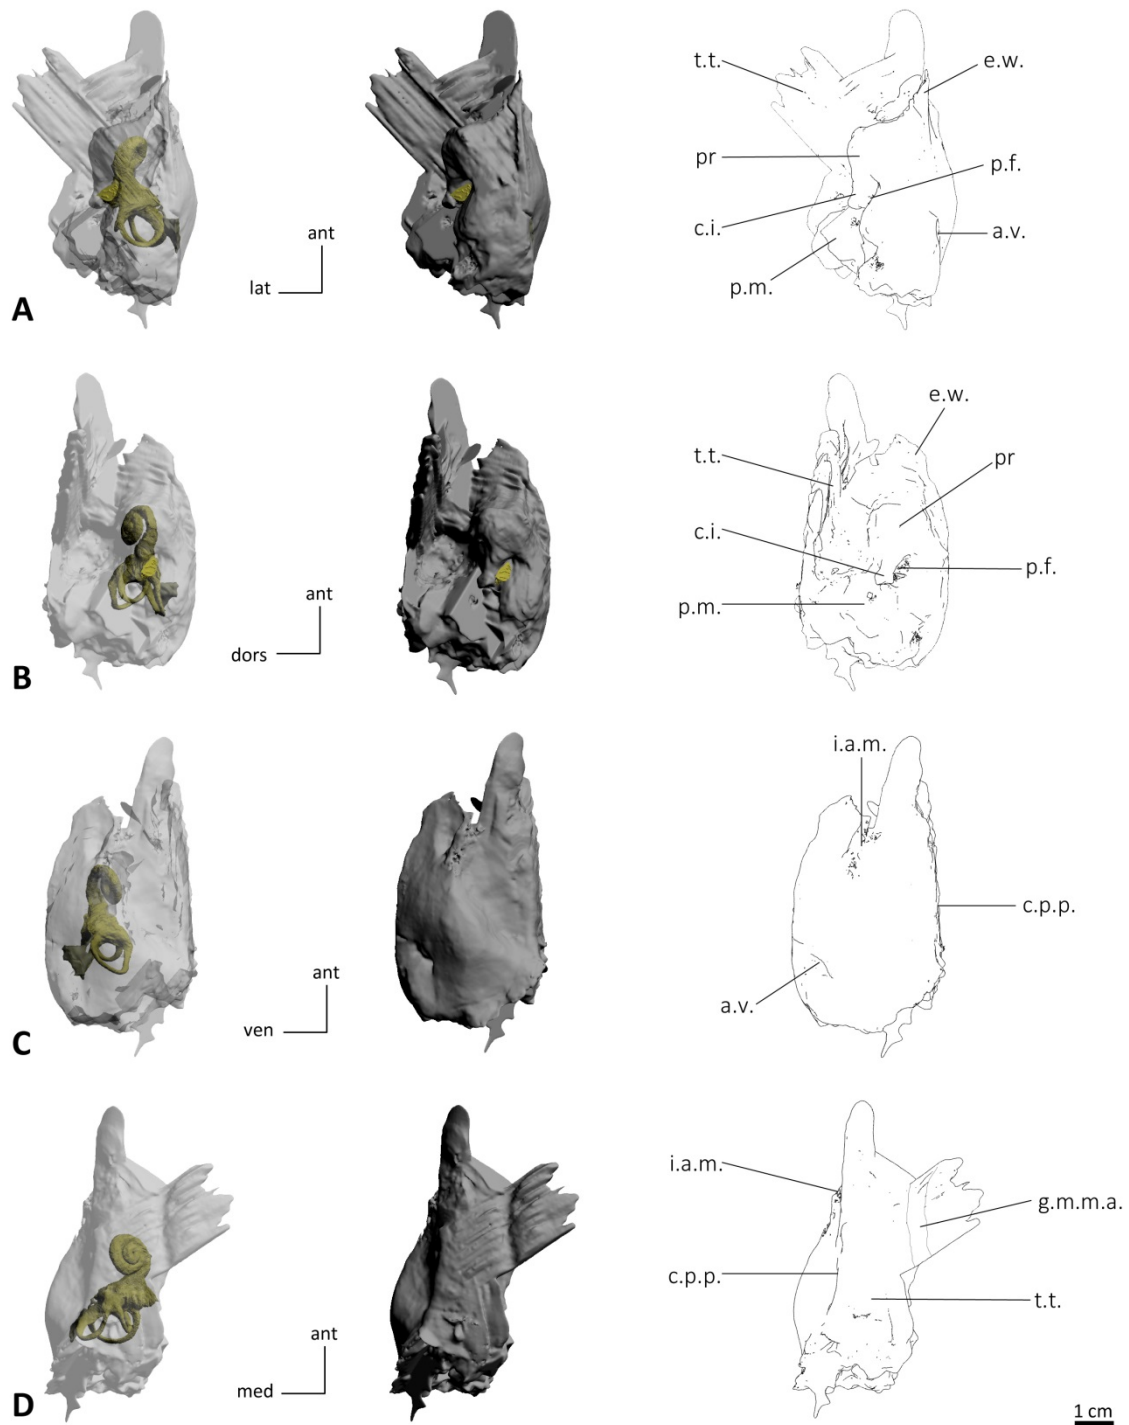 t.t.
e.w.
pr
p.f.
c.i.
a.v.
p.m.
ant
lat
A
e.w.
t.t.
pr
c.i.
p.f.
p.m.
ant
dors
B
i.a.m.
c.p.p.
a.v.
ant
ven
C
i.a.m.
g.m.m.a.
c.p.p.
t.t.
ant
med
D
1 cm